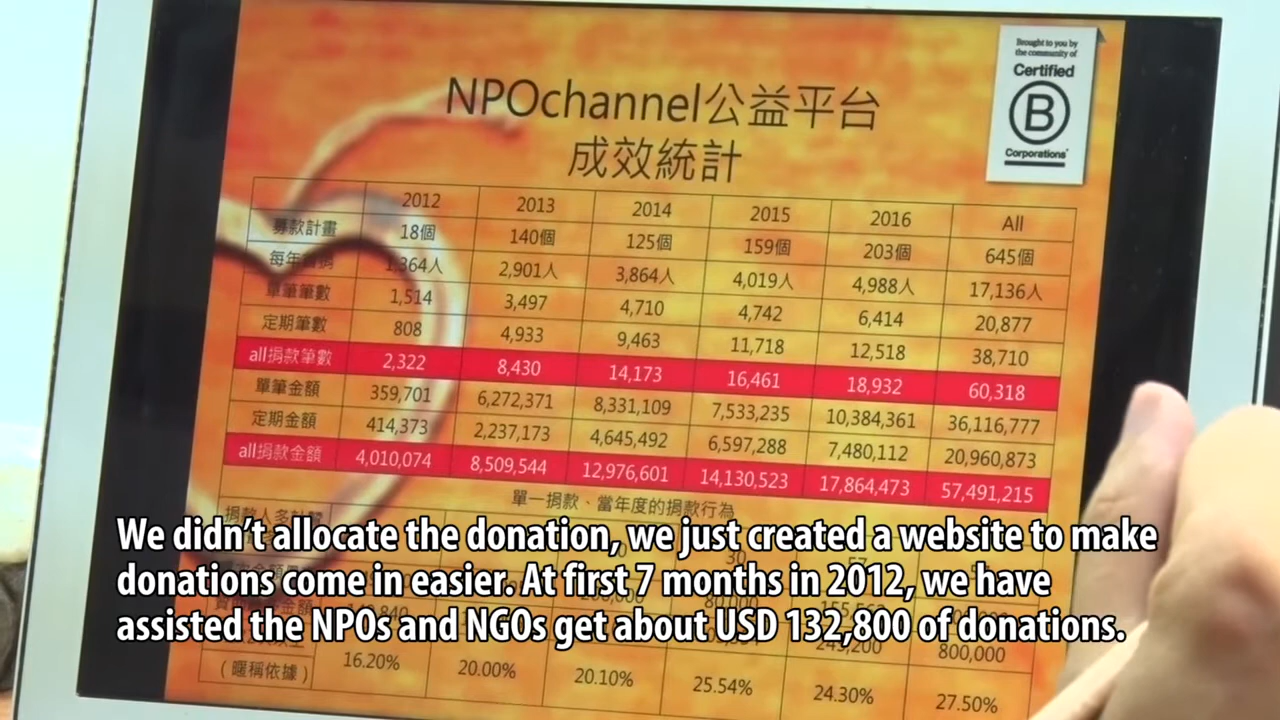 Brought to you by
the community of
Certified
B
Corporations
NPOchannel公益平台
成效統計
2012 2013 2014 2015 2016 All
募款計畫 18個 140個 125個 159個 203個 645個
1,364人 2,901人 3,864人 4,019人 4,988人 17,136人
單筆筆數 1,514 3,497 4,710 4,742 6,414 20,877
定期筆數 808 4,933 9,463 11,718 12,518 38,710
all捐款筆數 2,322 8,430 14,173 16,461 18,932 60,318
單筆金額 359,701 6,272,371 8,331,109 7,533,235 10,384,361 36,116,777
定期金額 414,373 2,237,173 4,645,492 6,597,288 7,480,112 20,960,873
all捐款金額 4,010,074 8,509,544 12,976,601 14,130,523 17,864,473 57,491,215
單一捐款、當年度的捐款行為
We didn't allocate the donation, we just created a website to make
donations come in easier. At first 7 months in 2012, we have
assisted the NPOs and NGOs get about USD 132,800 of donations.
800,000
(暱稱依據) 16.20% 20.00% 20.10% 25.54% 24.30% 27.50%